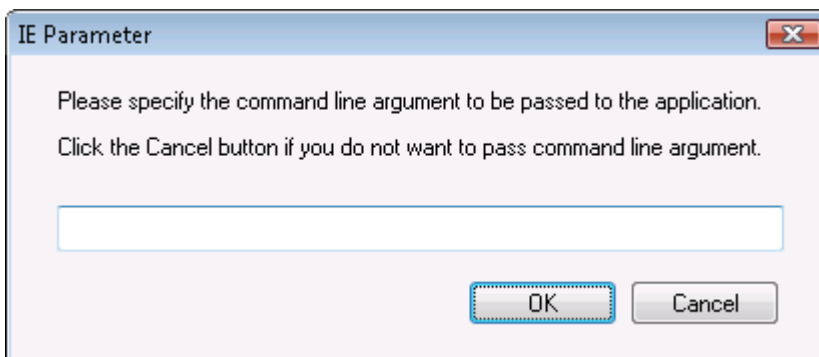 IE Parameter
Please specify the command line argument to be passed to the application.
Click the Cancel button if you do not want to pass command line argument.
OK
Cancel